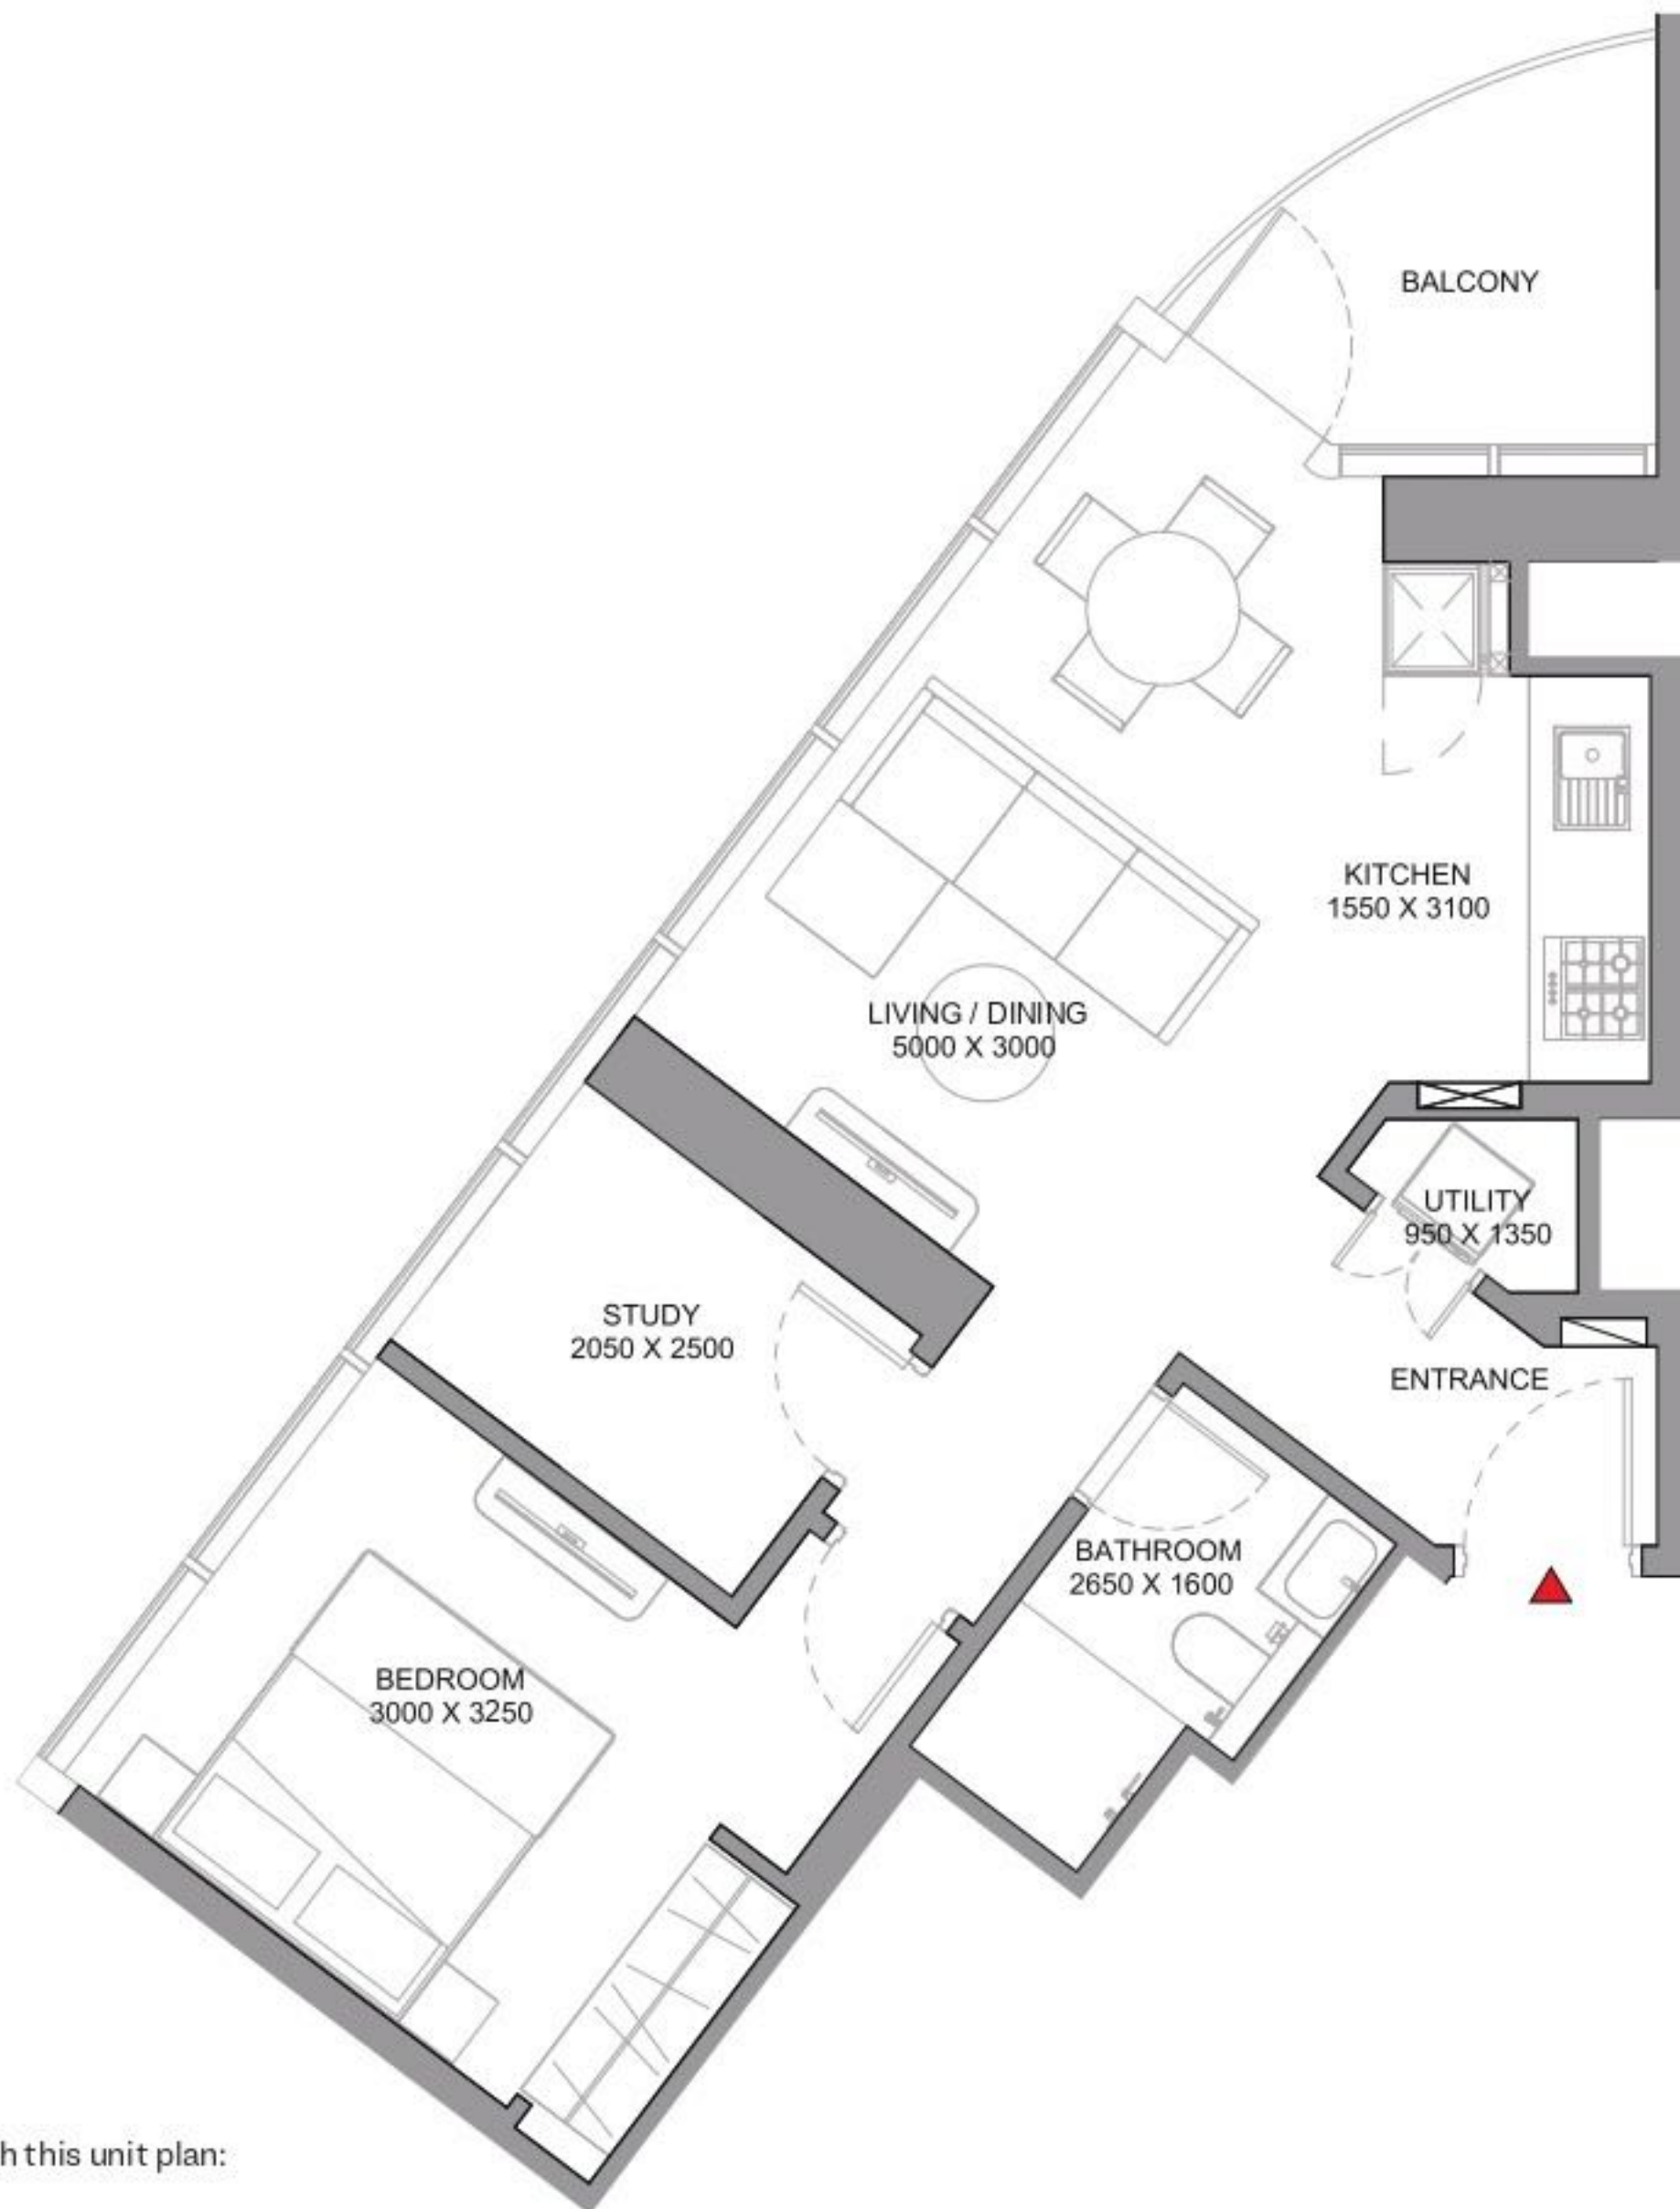 BALCONY
KITCHEN
1550 X 3100
LIVING / DINING
5000 X 3000
UTILITY
950 X 1350
STUDY
2050 X 2500
ENTRANCE
BATHROOM
2650 X 1600
BEDROOM
3000 X 3250
this unit plan: